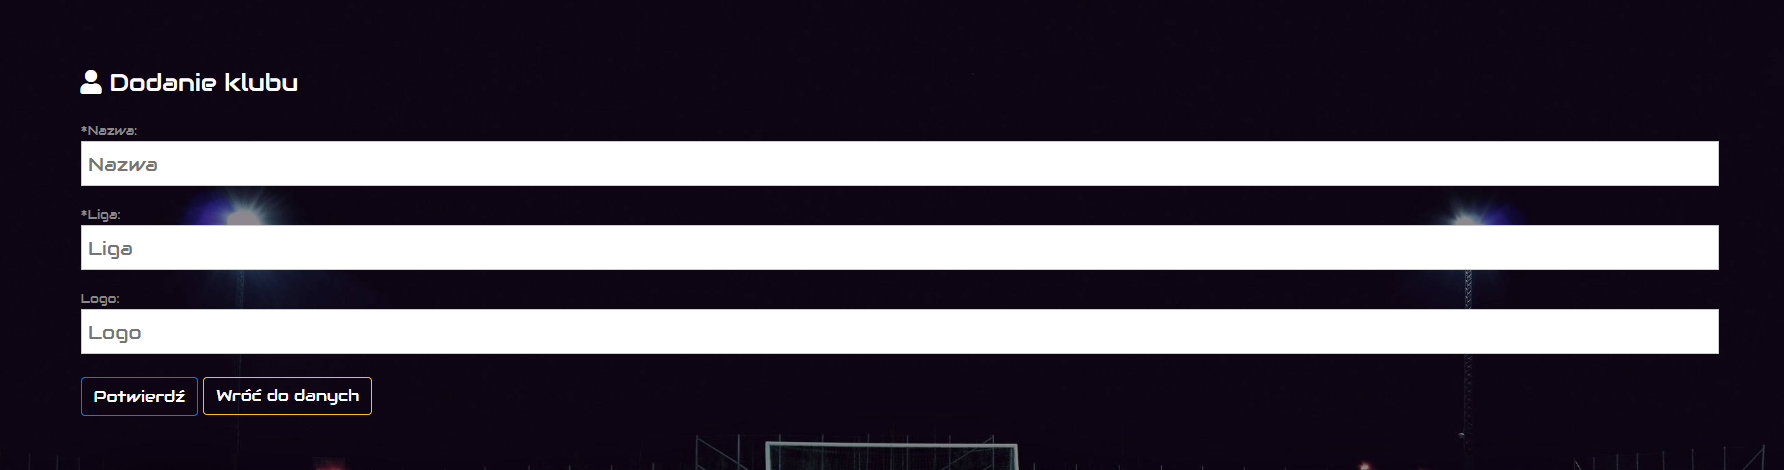 Dodanie klubu
*Nazwa:
Nazwa
*Liga:
Liga
Logo:
Logo
Potwierdź Wróć do danych